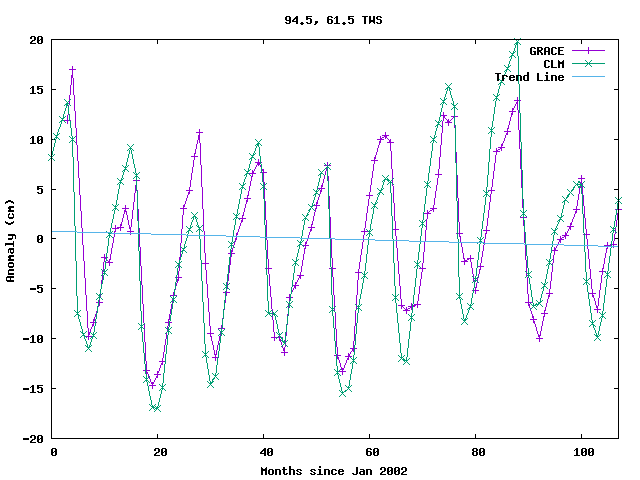 94.5, 61.5 TWS
GRACE
CLM
Trend Line
20
15
10
5
0
-5
-10
-15
-20
Anomaly (cm)
0 20 40 60 80 100
Months since Jan 2002